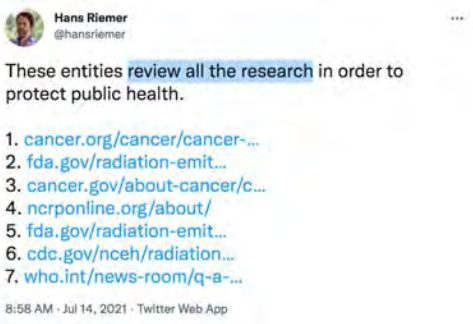 Hans Riemer
@hansriemer
These entities review all the research in order to
protect public health.
1. cancer.org/cancer/cancer-...
2. fda.gov/radiation-emit...
3. cancer.gov/about-cancer/c...
4. ncrponline.org/about/
5. fda.gov/radiation-emit...
6. cdc.gov/nceh/radiation...
7. who.int/news-room/q-a-...
8:58 AM · Jul 14, 2021 · Twitter Web App